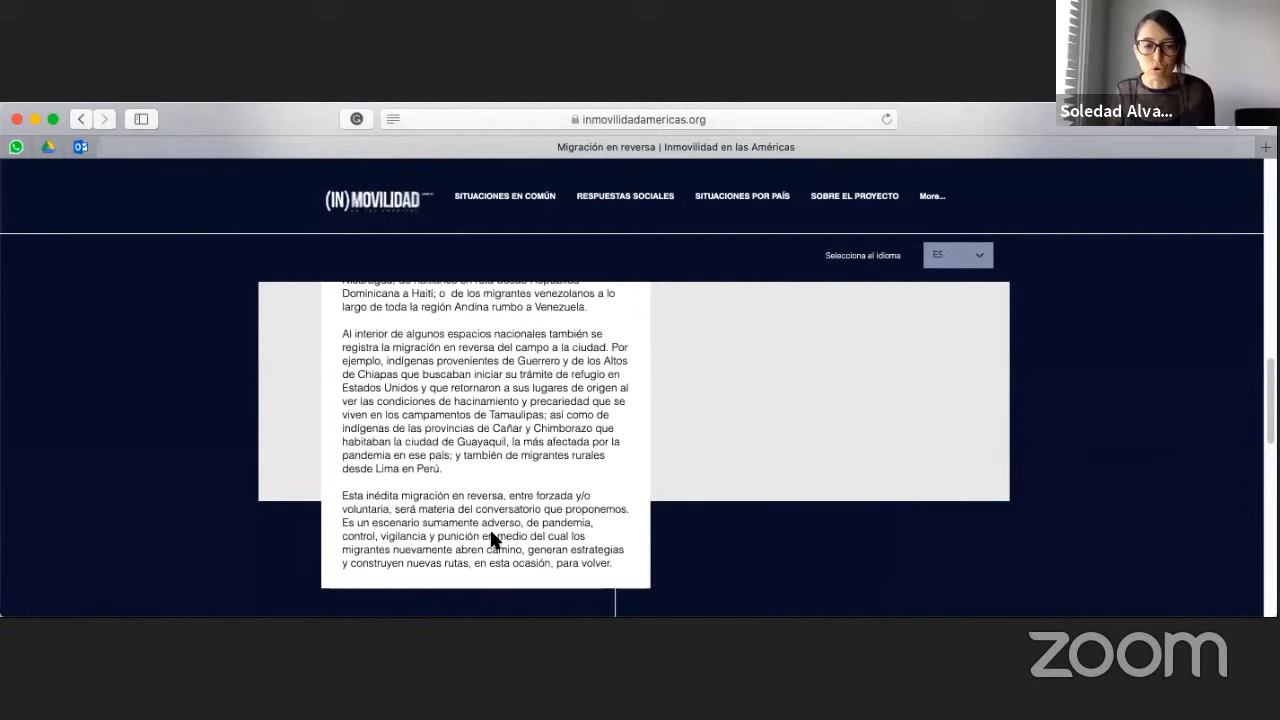 Soledad Alva...
inmovilidadamericas.org
Migración en reversa | Inmovilidad en las Américas
(IN)MOVILIDAD
SITUACIONES EN COMÚN
RESPUESTAS SOCIALES
SITUACIONES POR PAÍS
SOBRE EL PROYECTO
More...
Selecciona el idioma
ES
Dominicana a Haití; o de los migrantes venezolanos a lo
largo de toda la región Andina rumbo a Venezuela.
Al interior de algunos espacios nacionales también se
registra la migración en reversa del campo a la ciudad. Por
ejemplo, indígenas provenientes de Guerrero y de los Altos
de Chiapas que buscaban iniciar su trámite de refugio en
Estados Unidos y que retornaron a sus lugares de origen al
ver las condiciones de hacinamiento y precariedad que se
viven en los campamentos de Tamaulipas; así como de
indígenas de las provincias de Cañar y Chimborazo que
habitaban la ciudad de Guayaquil, la más afectada por la
pandemia en ese país; y también de migrantes rurales
desde Lima en Perú.
Esta inédita migración en reversa, entre forzada y/o
voluntaria, será materia del conversatorio que proponemos.
Es un escenario sumamente adverso, de pandemia,
control, vigilancia y punición en medio del cual los
migrantes nuevamente abren camino, generan estrategias
y construyen nuevas rutas, en esta ocasión, para volver.
zoom